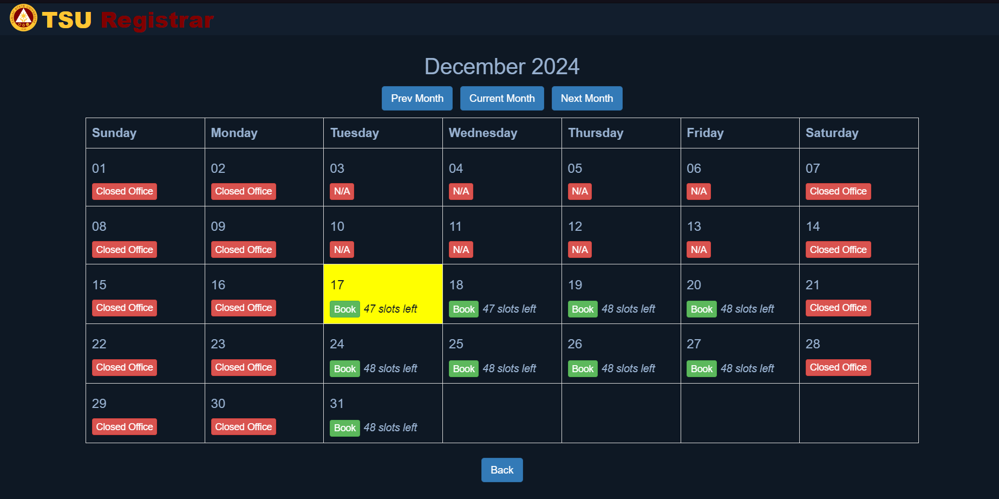 TSU Registrar
December 2024
Prev Month Current Month Next Month
Sunday Monday Tuesday Wednesday Thursday Friday Saturday
01 02 03 04 05 06 07
Closed Office Closed Office N/A N/A N/A N/A Closed Office
08 09 10 11 12 13 14
Closed Office Closed Office N/A N/A N/A N/A Closed Office
15 16 17 18 19 20 21
Closed Office Closed Office Book 47 slots left Book 47 slots left Book 48 slots left Book 48 slots left Closed Office
22 23 24 25 26 27 28
Closed Office Closed Office Book 48 slots left Book 48 slots left Book 48 slots left Book 48 slots left Closed Office
29 30 31
Closed Office Closed Office Book 48 slots left
Back